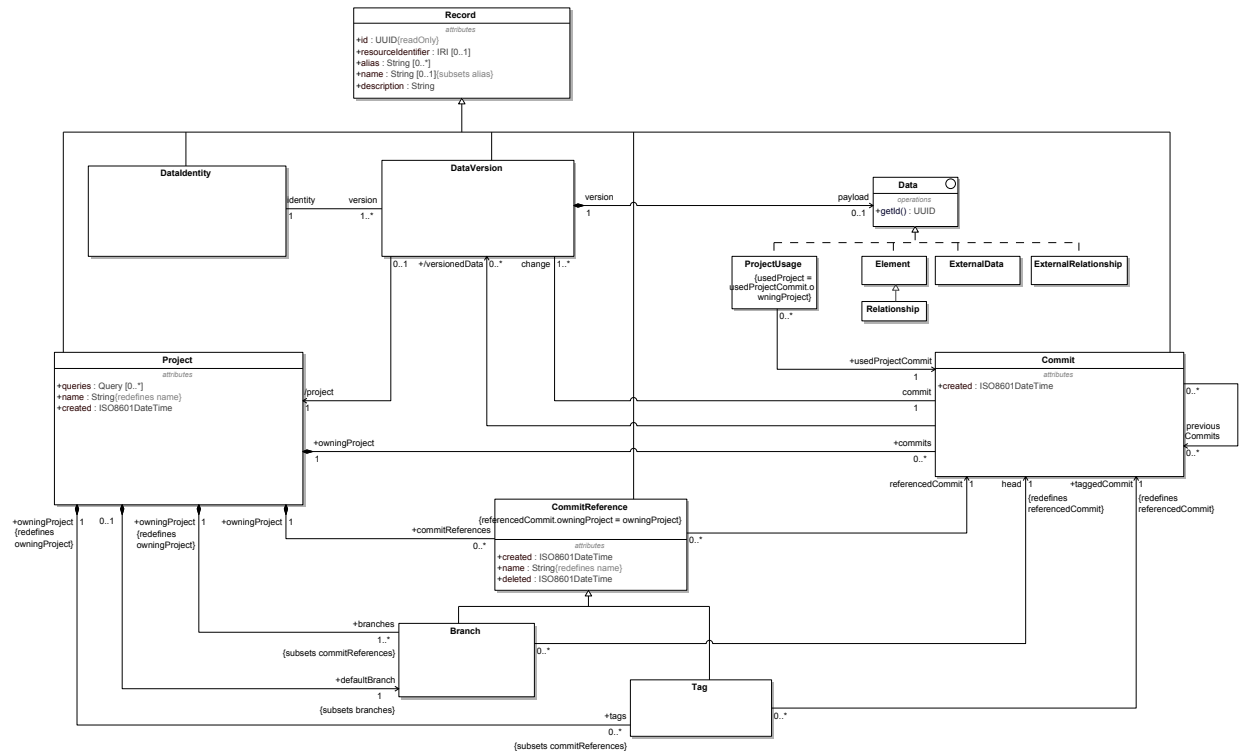 Record
attributes
+id : UUID{readOnly}
+resourceIdentifier : IRI [0..1]
+alias : String [0..*]
+name : String [0..1]{subsets alias}
+description : String
DataIdentity
DataVersion
identity
1
version
1..*
version
1
payload
0..1
Data
operations
+getId() : UUID
ProjectUsage
{usedProject =
usedProjectCommit.o
wningProject}
0..*
Element
ExternalData
ExternalRelationship
Relationship
0..1
+/versionedData
0..*
change
1..*
Project
attributes
+queries : Query [0..*]
+name : String{redefines name}
+created : ISO8601DateTime
/project
1
+usedProjectCommit
1
commit
1
Commit
attributes
+created : ISO8601DateTime
0..*
previous
Commits
0..*
+owningProject
1
+commits
0..*
referencedCommit
1
head
1
{redefines
referencedCommit}
+taggedCommit
1
{redefines
referencedCommit}
+owningProject
1
{redefines
owningProject}
0..1
+owningProject
1
{redefines
owningProject}
+owningProject
1
CommitReference
{referencedCommit.owningProject = owningProject}
attributes
+created : ISO8601DateTime
+name : String{redefines name}
+deleted : ISO8601DateTime
+commitReferences
0..*
0..*
+branches
1..*
{subsets commitReferences}
Branch
0..*
+defaultBranch
1
{subsets branches}
Tag
0..*
+tags
0..*
{subsets commitReferences}